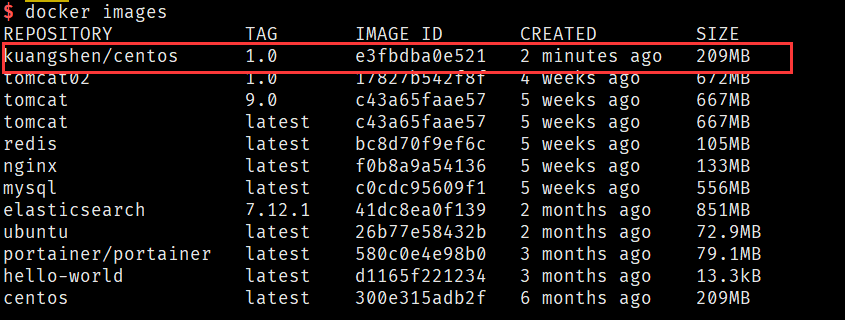 $ docker images
REPOSITORY TAG IMAGE ID CREATED SIZE
kuangshen/centos 1.0 e3fbdba0e521 2 minutes ago 209MB
tomcat02 1.0 17827b542f8f 4 weeks ago 672MB
tomcat 9.0 c43a65faae57 5 weeks ago 667MB
tomcat latest c43a65faae57 5 weeks ago 667MB
redis latest bc8d70f9ef6c 5 weeks ago 105MB
nginx latest f0b8a9a54136 5 weeks ago 133MB
mysql latest c0cdc95609f1 5 weeks ago 556MB
elasticsearch 7.12.1 41dc8ea0f139 2 months ago 851MB
ubuntu latest 26b77e58432b 2 months ago 72.9MB
portainer/portainer latest 580c0e4e98b0 3 months ago 79.1MB
hello-world latest d1165f221234 3 months ago 13.3kB
centos latest 300e315adb2f 6 months ago 209MB